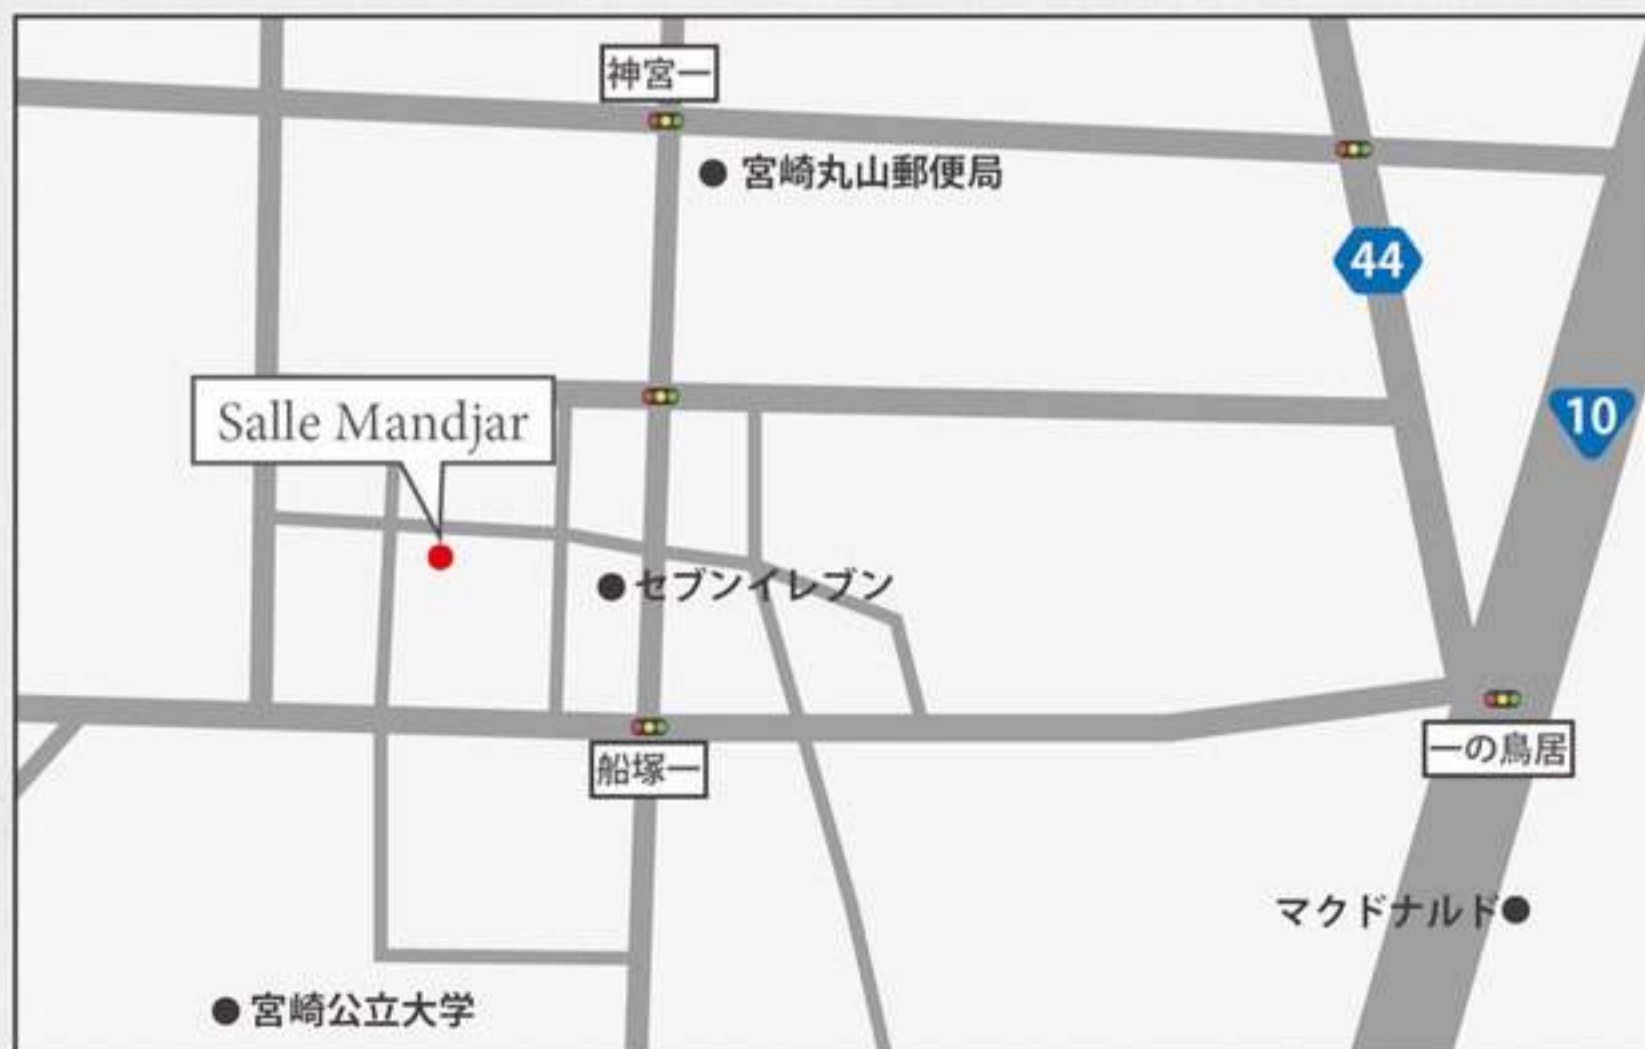 神宮一
宮崎丸山郵便局
44
10
Salle Mandjar
セブンイレブン
船塚一
一の鳥居
マクドナルド
宮崎公立大学